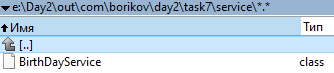 e:\Day2\out\com\borikov\day2\task7\service\*.*
Имя Тип
[..]
BirthDayService class